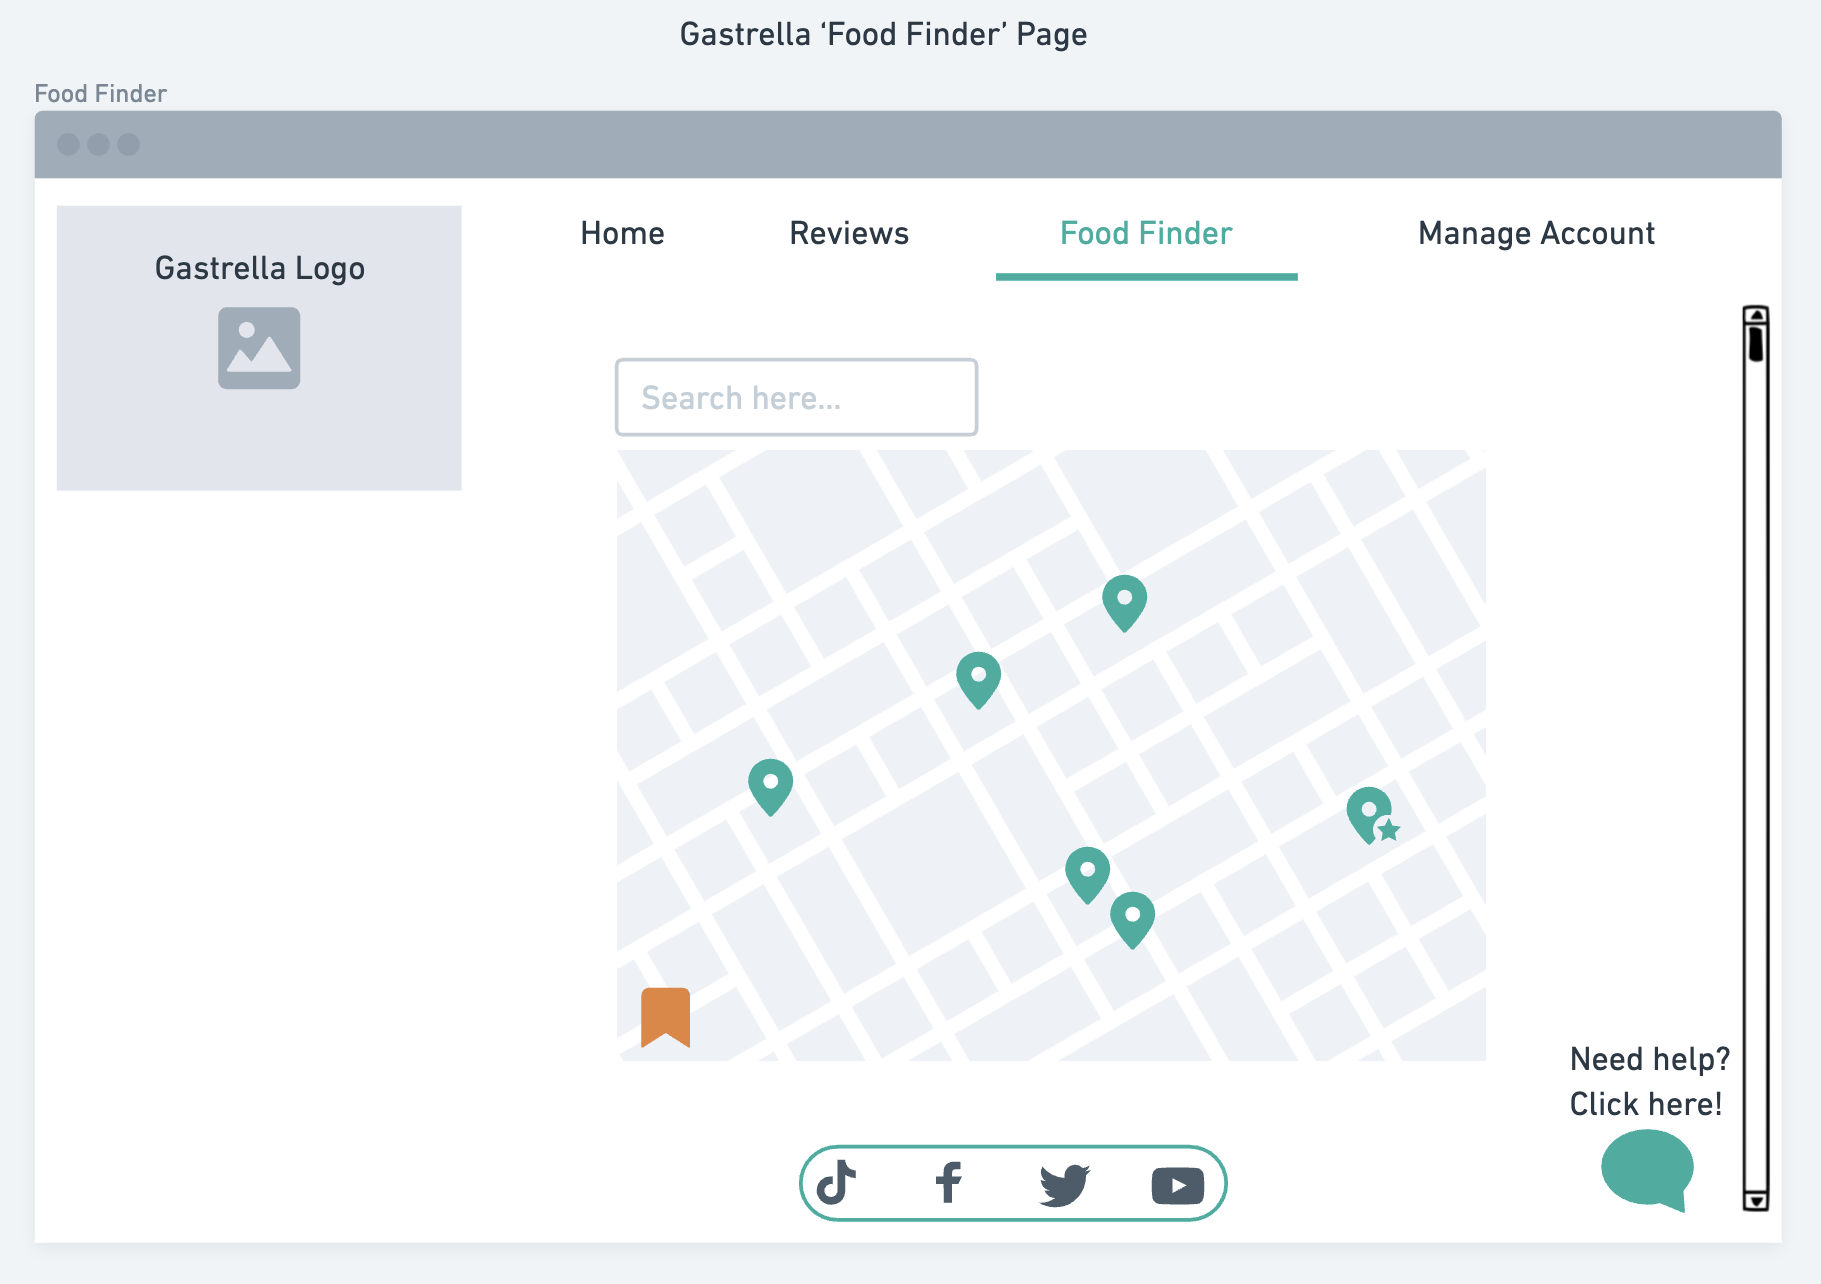 Gastrella ‘Food Finder’ Page
Food Finder
Home Reviews Food Finder Manage Account
Gastrella Logo
Search here...
Need help?
Click here!